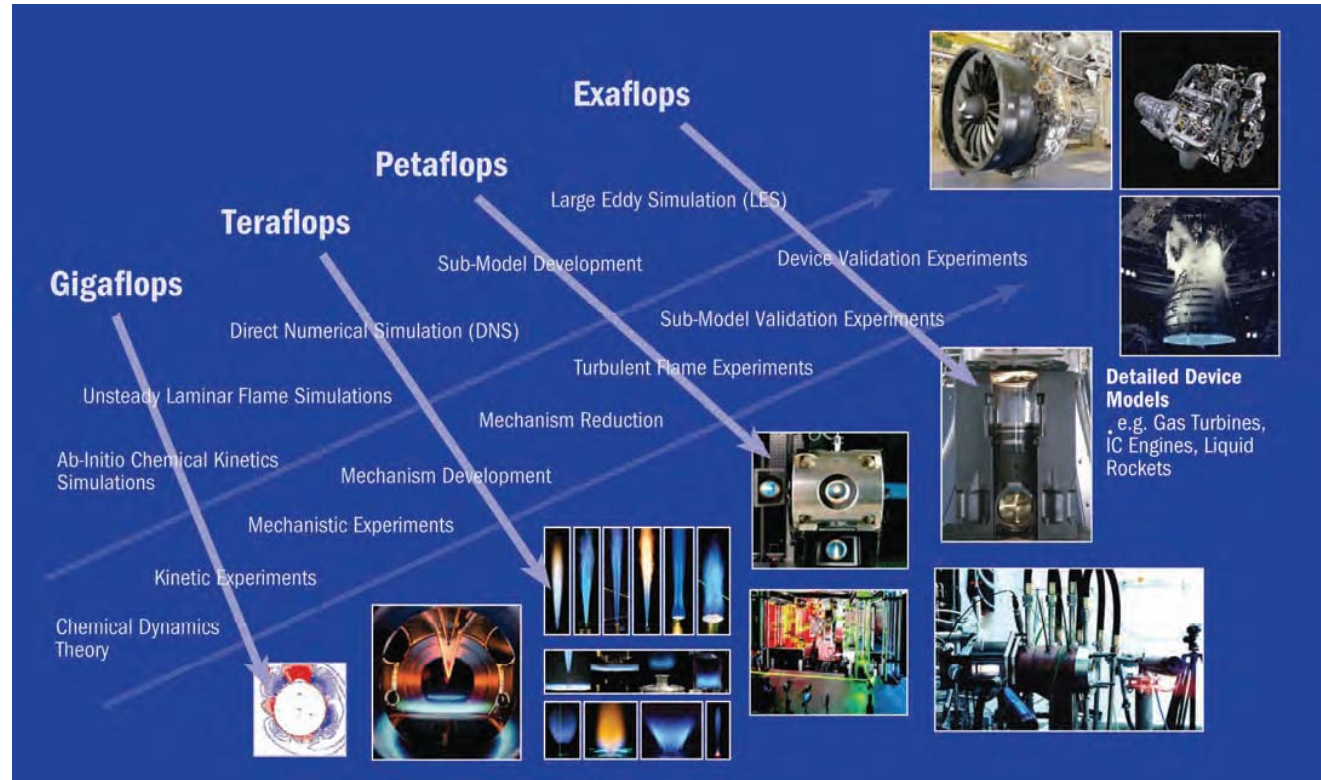 Exaflops
Petaflops
Large Eddy Simulation (LES)
Teraflops
Sub-Model Development
Device Validation Experiments
Gigaflops
Direct Numerical Simulation (DNS)
Sub-Model Validation Experiments
Turbulent Flame Experiments
Unsteady Laminar Flame Simulations
Mechanism Reduction
Ab-Initio Chemical Kinetics
Simulations
Mechanism Development
Mechanistic Experiments
Kinetic Experiments
Chemical Dynamics
Theory
Detailed Device
Models
. e.g. Gas Turbines,
IC Engines, Liquid
Rockets